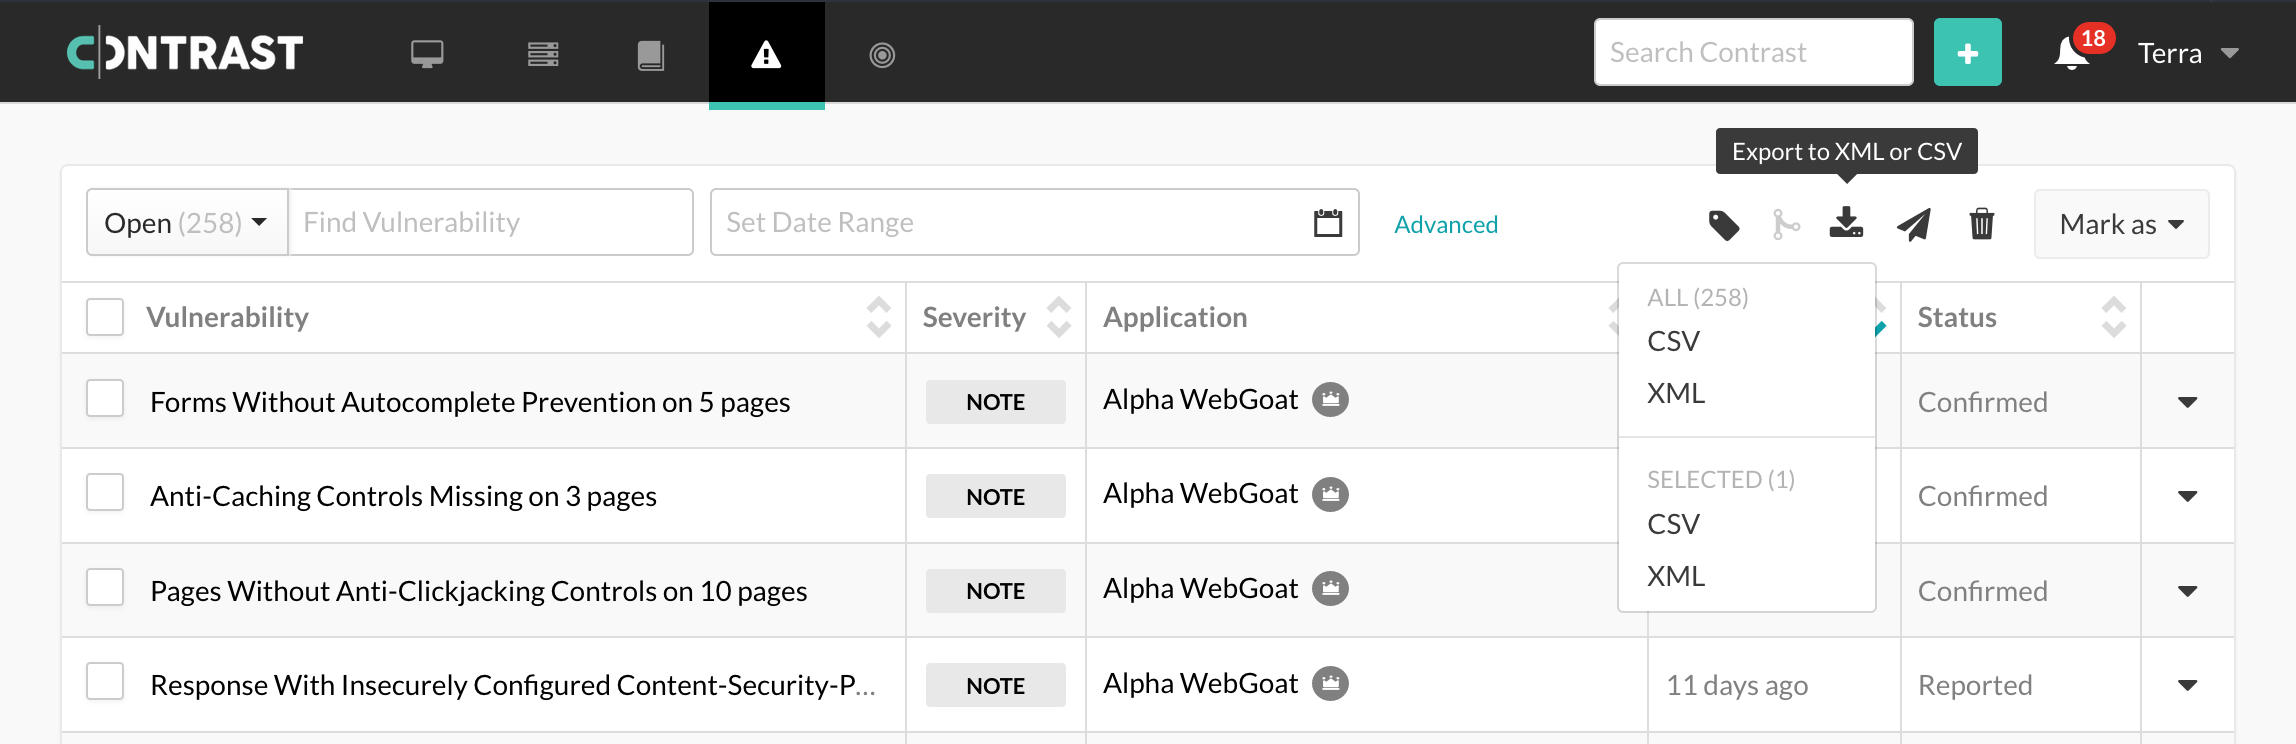 CONTRAST
Search Contrast
+
18
Terra
Export to XML or CSV
Open (258)
Find Vulnerability
Set Date Range
Advanced
Mark as
ALL (258)
CSV
XML
SELECTED (1)
CSV
XML
Vulnerability Severity Application Status
Forms Without Autocomplete Prevention on 5 pages NOTE Alpha WebGoat Confirmed
Anti-Caching Controls Missing on 3 pages NOTE Alpha WebGoat Confirmed
Pages Without Anti-Clickjacking Controls on 10 pages NOTE Alpha WebGoat Confirmed
Response With Insecurely Configured Content-Security-P... NOTE Alpha WebGoat 11 days ago Reported